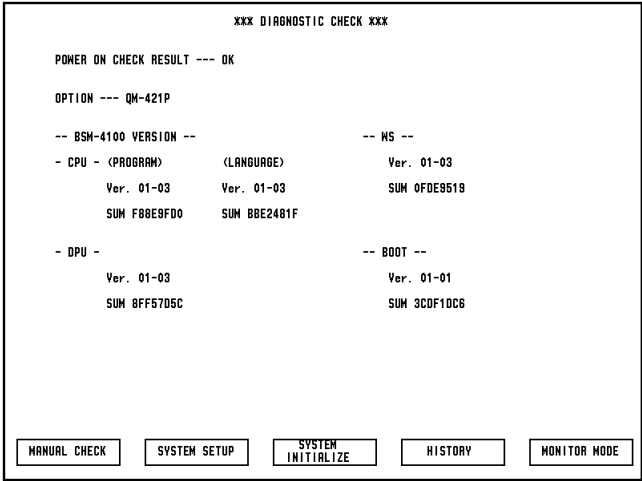 *** DIAGNOSTIC CHECK ***
POWER ON CHECK RESULT --- OK
OPTION --- QM-421P
-- BSM-4100 VERSION --
-- WS --
- CPU - (PROGRAM) (LANGUAGE)
Ver. 01-03
Ver. 01-03 Ver. 01-03
SUM 0FDE9519
SUM F88E9FD0 SUM BBE2481F
- DPU -
-- BOOT --
Ver. 01-03
Ver. 01-01
SUM 8FF57D5C
SUM 3CDF1DC6
MANUAL CHECK
SYSTEM SETUP
SYSTEM
INITIALIZE
HISTORY
MONITOR MODE